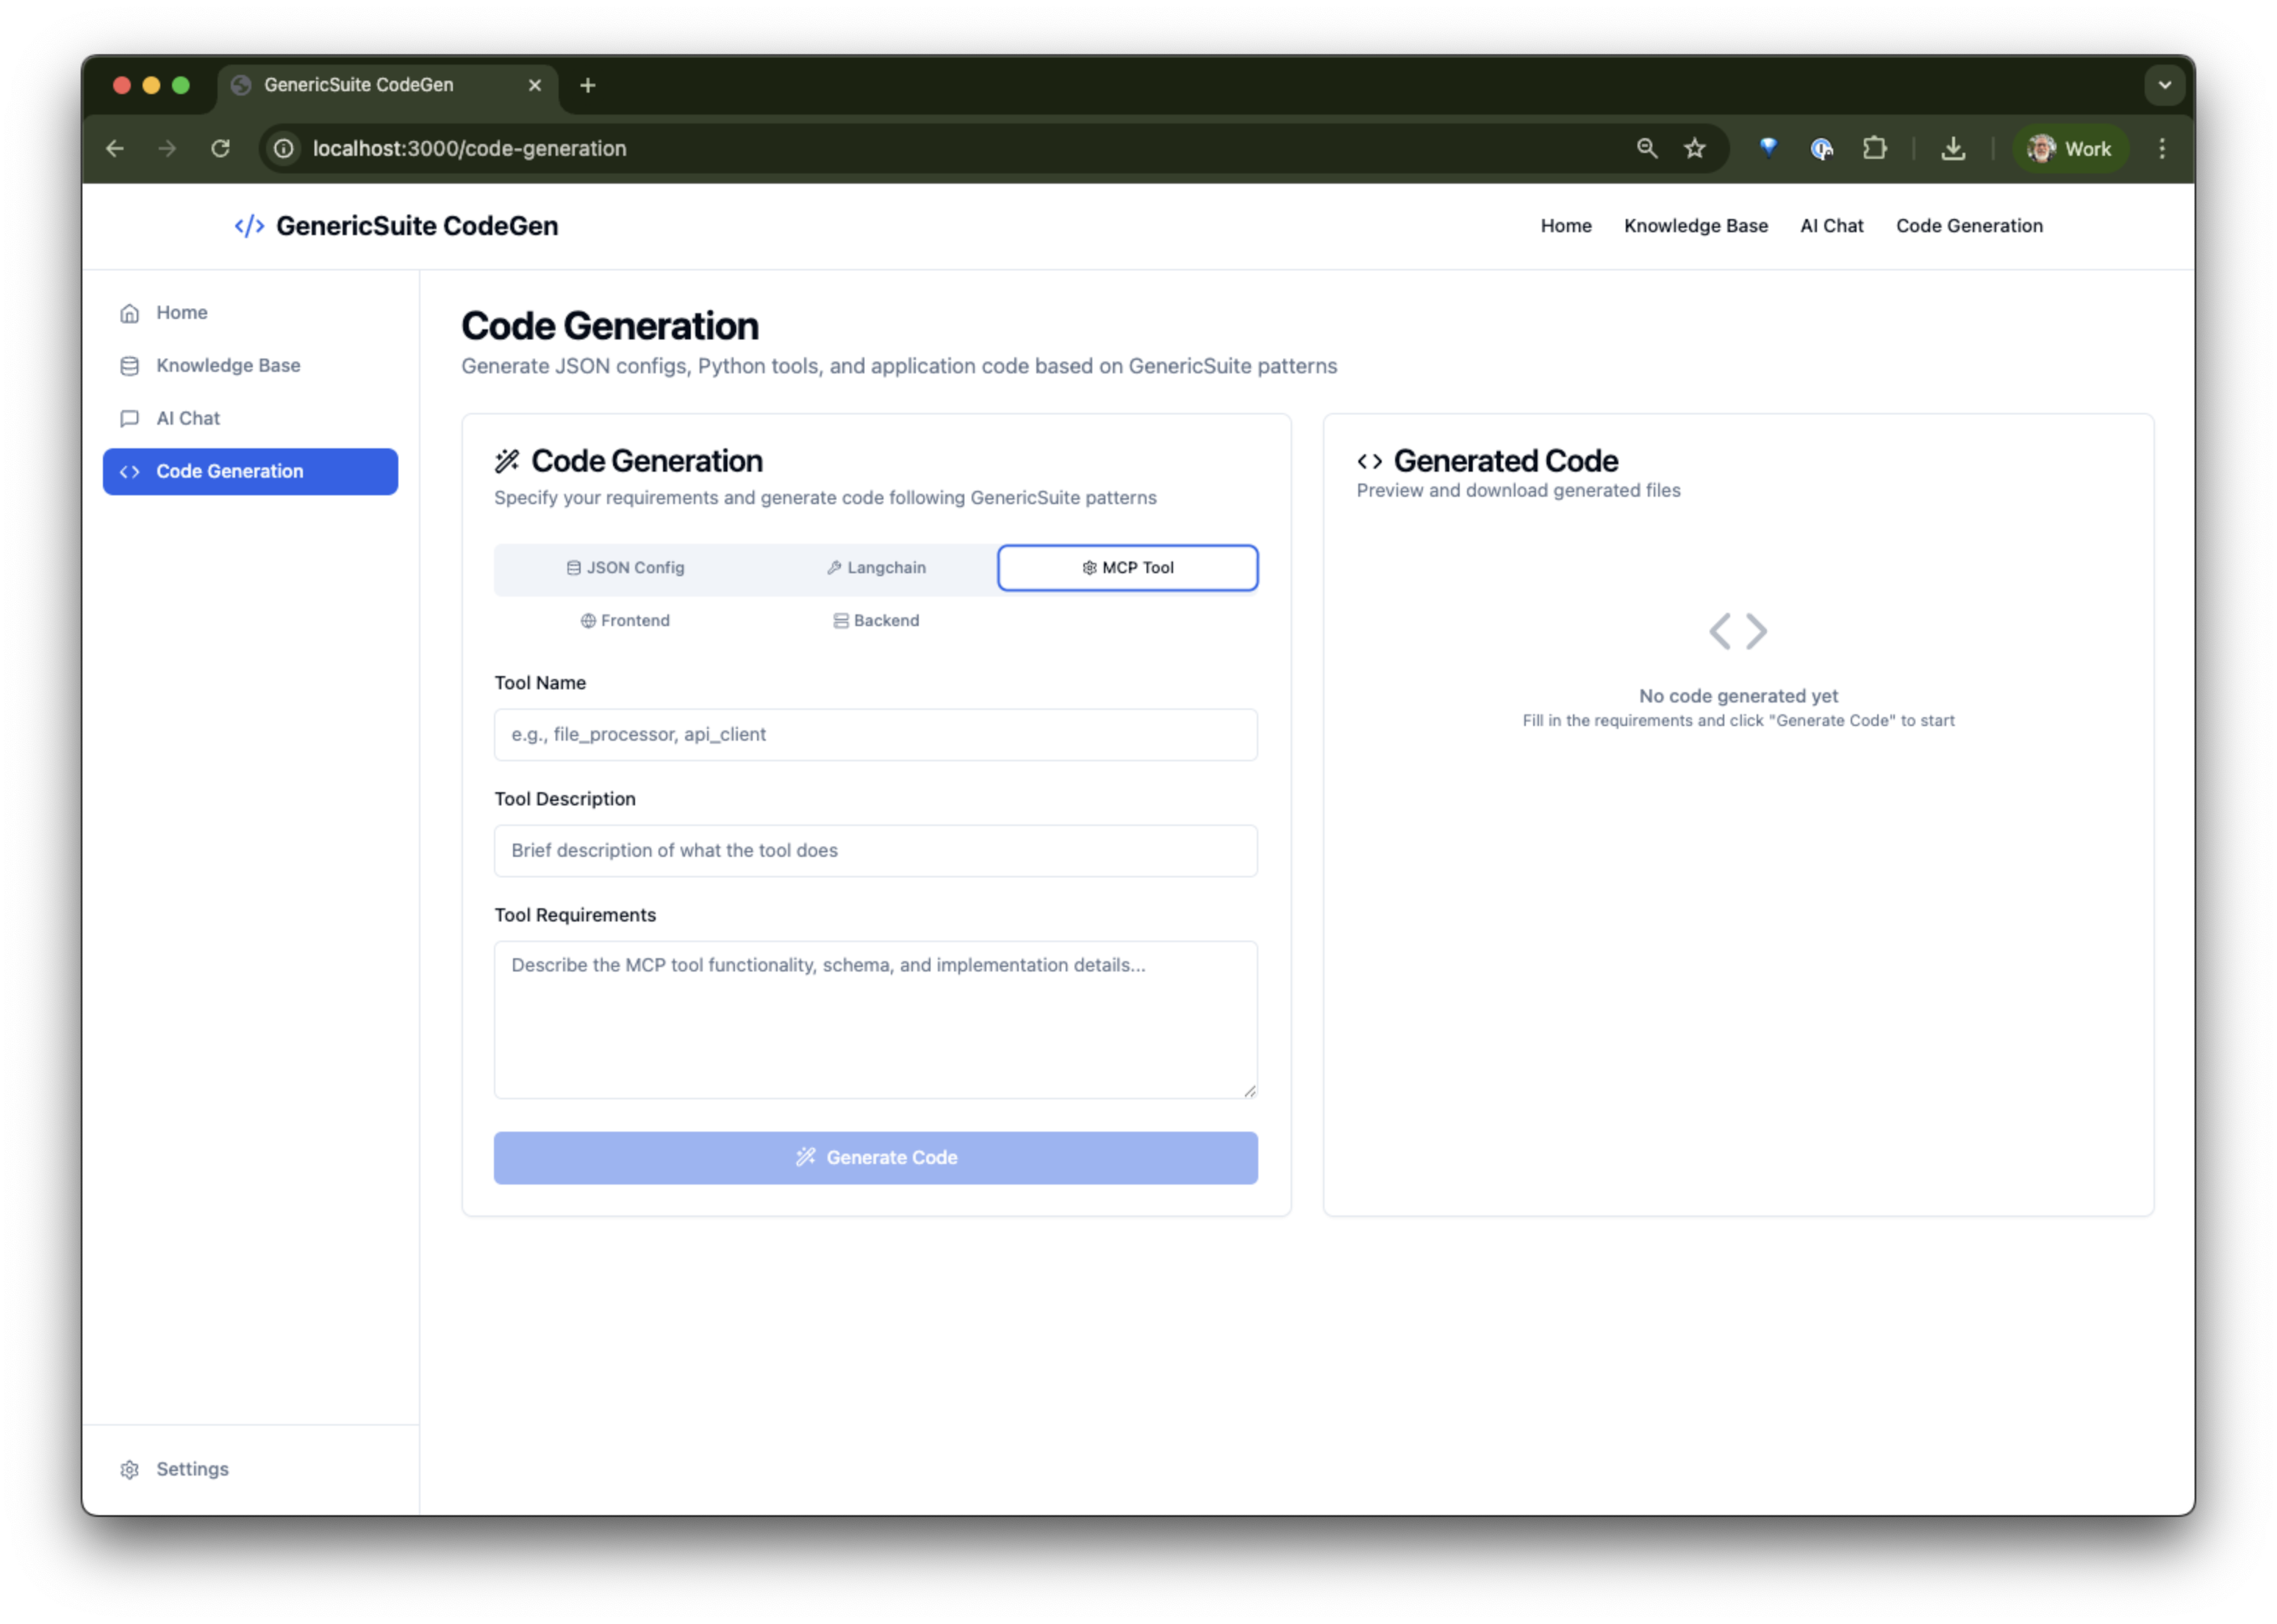 GenericSuite CodeGen
localhost:3000/code-generation
Work
GenericSuite CodeGen
Home
Knowledge Base
AI Chat
Code Generation
Home
Knowledge Base
AI Chat
Code Generation
Settings
Code Generation
Generate JSON configs, Python tools, and application code based on GenericSuite patterns
Code Generation
Specify your requirements and generate code following GenericSuite patterns
JSON Config
Langchain
MCP Tool
Frontend
Backend
Tool Name
e.g., file_processor, api_client
Tool Description
Brief description of what the tool does
Tool Requirements
Describe the MCP tool functionality, schema, and implementation details...
Generate Code
Generated Code
Preview and download generated files
No code generated yet
Fill in the requirements and click "Generate Code" to start